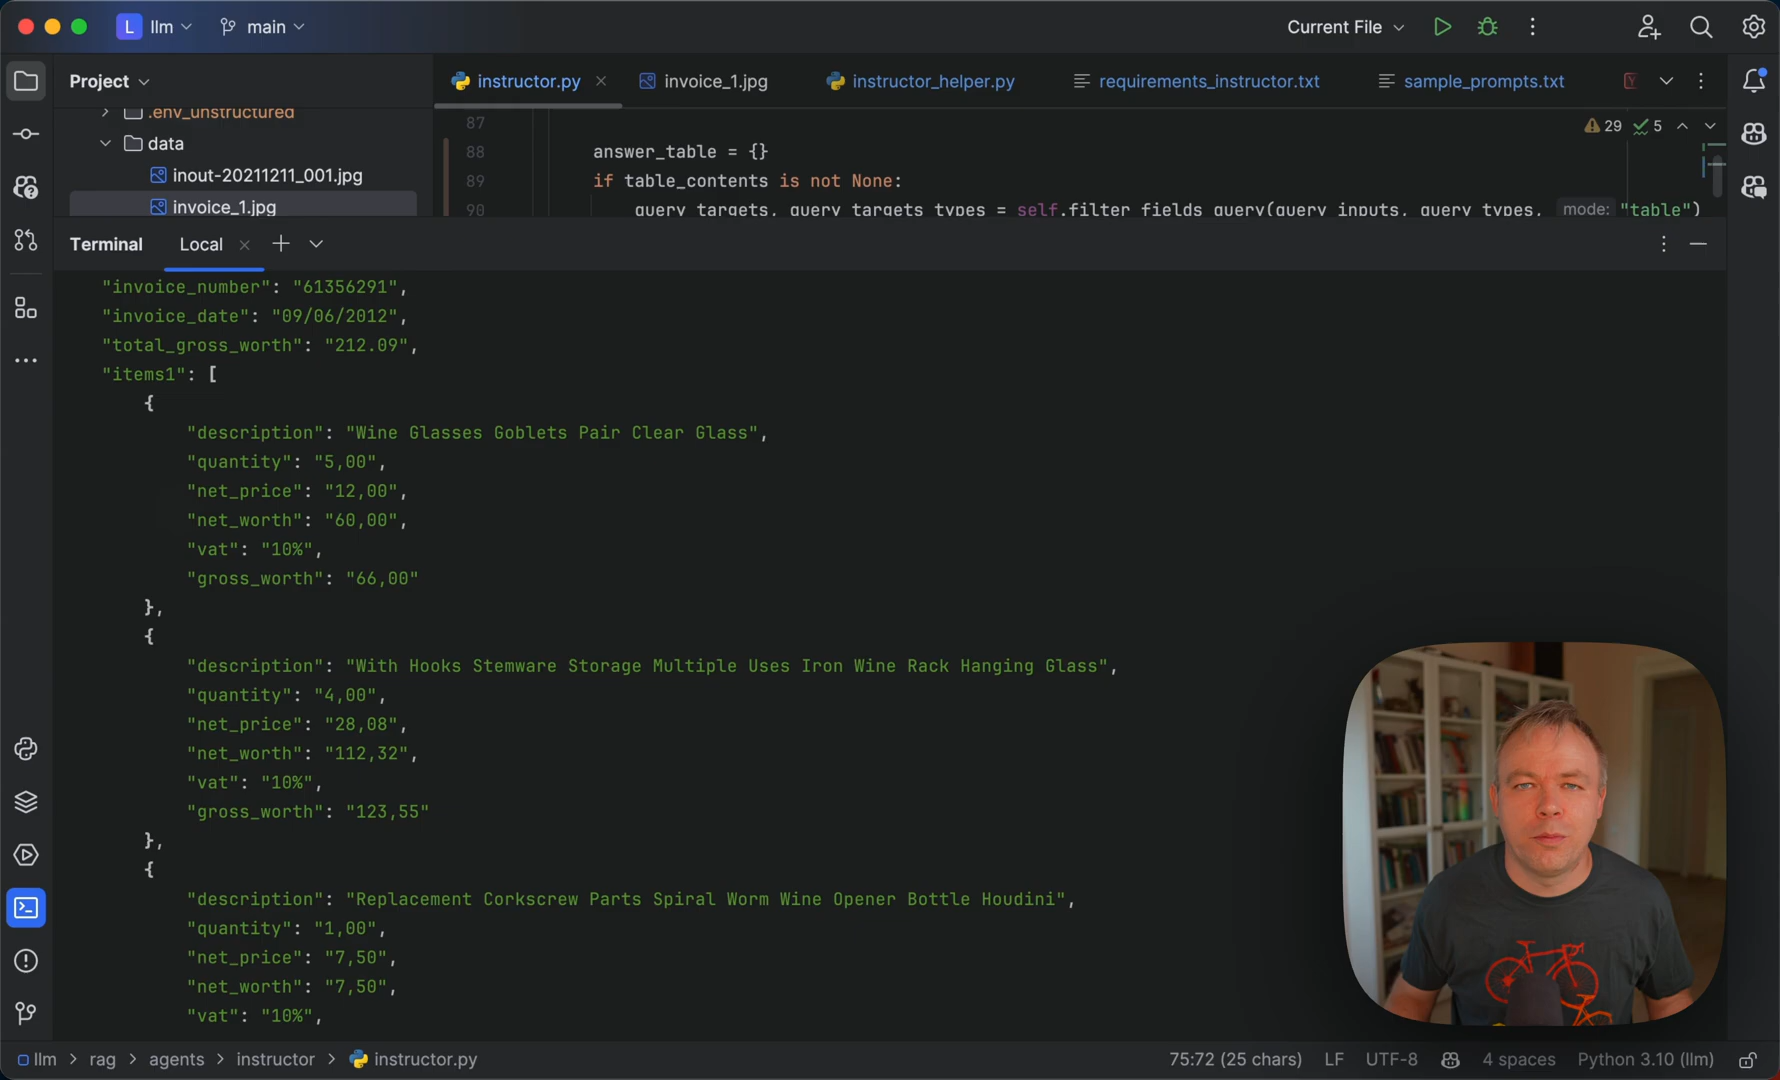 L llm main Current File
Project instructor.py invoice_1.jpg instructor_helper.py requirements_instructor.txt sample_prompts.txt
.env_unstructured
data
inout-20211211_001.jpg
invoice_1.jpg
87 29 5
88 answer_table = {}
89 if table_contents is not None:
90 query_targets, query_targets_types = self.filter_fields_query(query_inputs, query_types, mode: "table")
Terminal Local
"invoice_number": "61356291",
"invoice_date": "09/06/2012",
"total_gross_worth": "212.09",
"items1": [
{
"description": "Wine Glasses Goblets Pair Clear Glass",
"quantity": "5,00",
"net_price": "12,00",
"net_worth": "60,00",
"vat": "10%",
"gross_worth": "66,00"
},
{
"description": "With Hooks Stemware Storage Multiple Uses Iron Wine Rack Hanging Glass",
"quantity": "4,00",
"net_price": "28,08",
"net_worth": "112,32",
"vat": "10%",
"gross_worth": "123,55"
},
{
"description": "Replacement Corkscrew Parts Spiral Worm Wine Opener Bottle Houdini",
"quantity": "1,00",
"net_price": "7,50",
"net_worth": "7,50",
"vat": "10%",
llm > rag > agents > instructor > instructor.py 75:72 (25 chars) LF UTF-8 4 spaces Python 3.10 (llm)